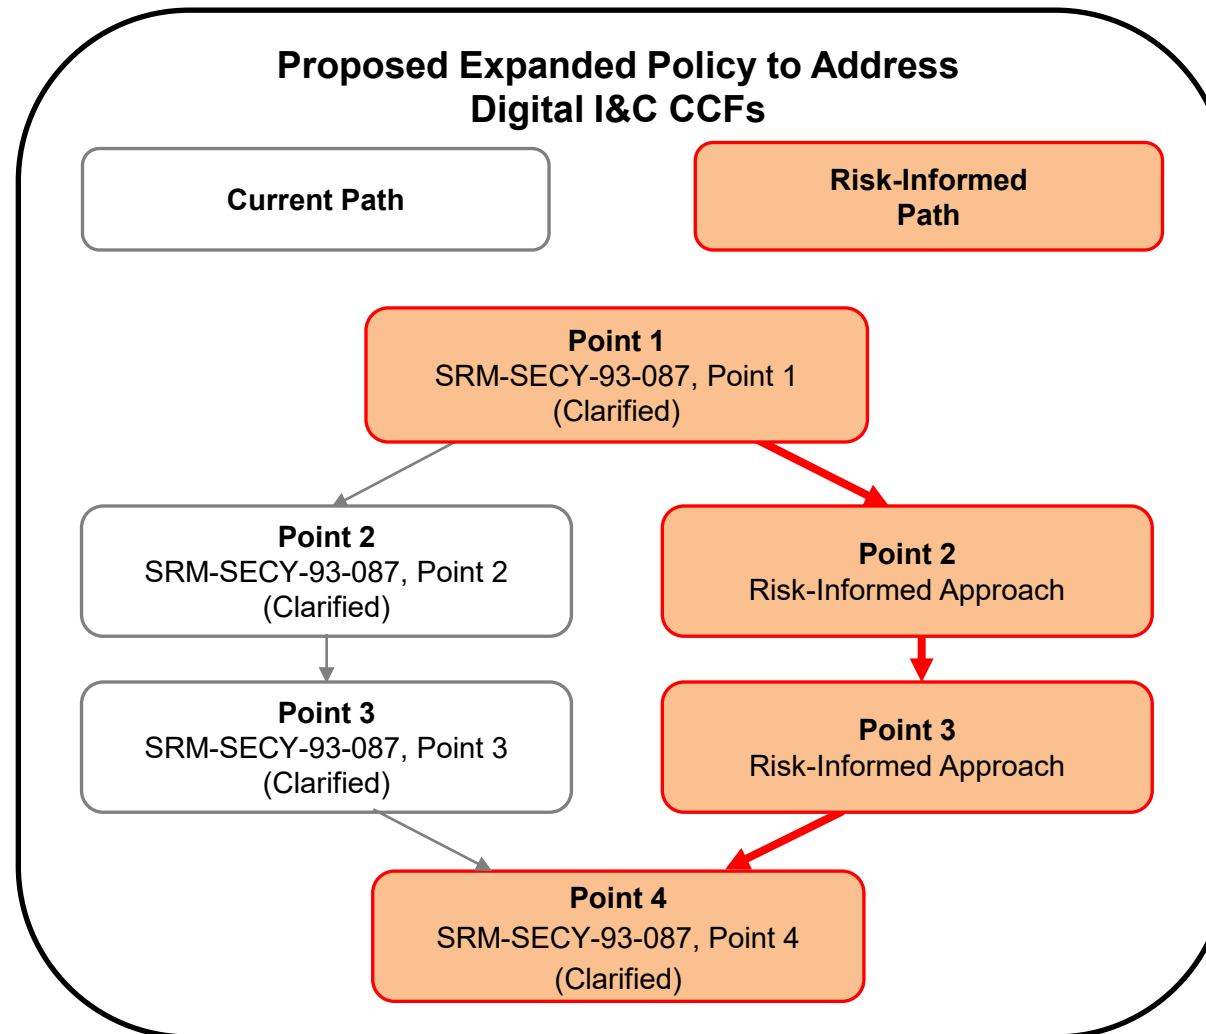 Proposed Expanded Policy to Address
Digital I&C CCFs
Current Path
Risk-Informed
Path
Point 1
SRM-SECY-93-087, Point 1
(Clarified)
Point 2
SRM-SECY-93-087, Point 2
(Clarified)
Point 2
Risk-Informed Approach
Point 3
SRM-SECY-93-087, Point 3
(Clarified)
Point 3
Risk-Informed Approach
Point 4
SRM-SECY-93-087, Point 4
(Clarified)